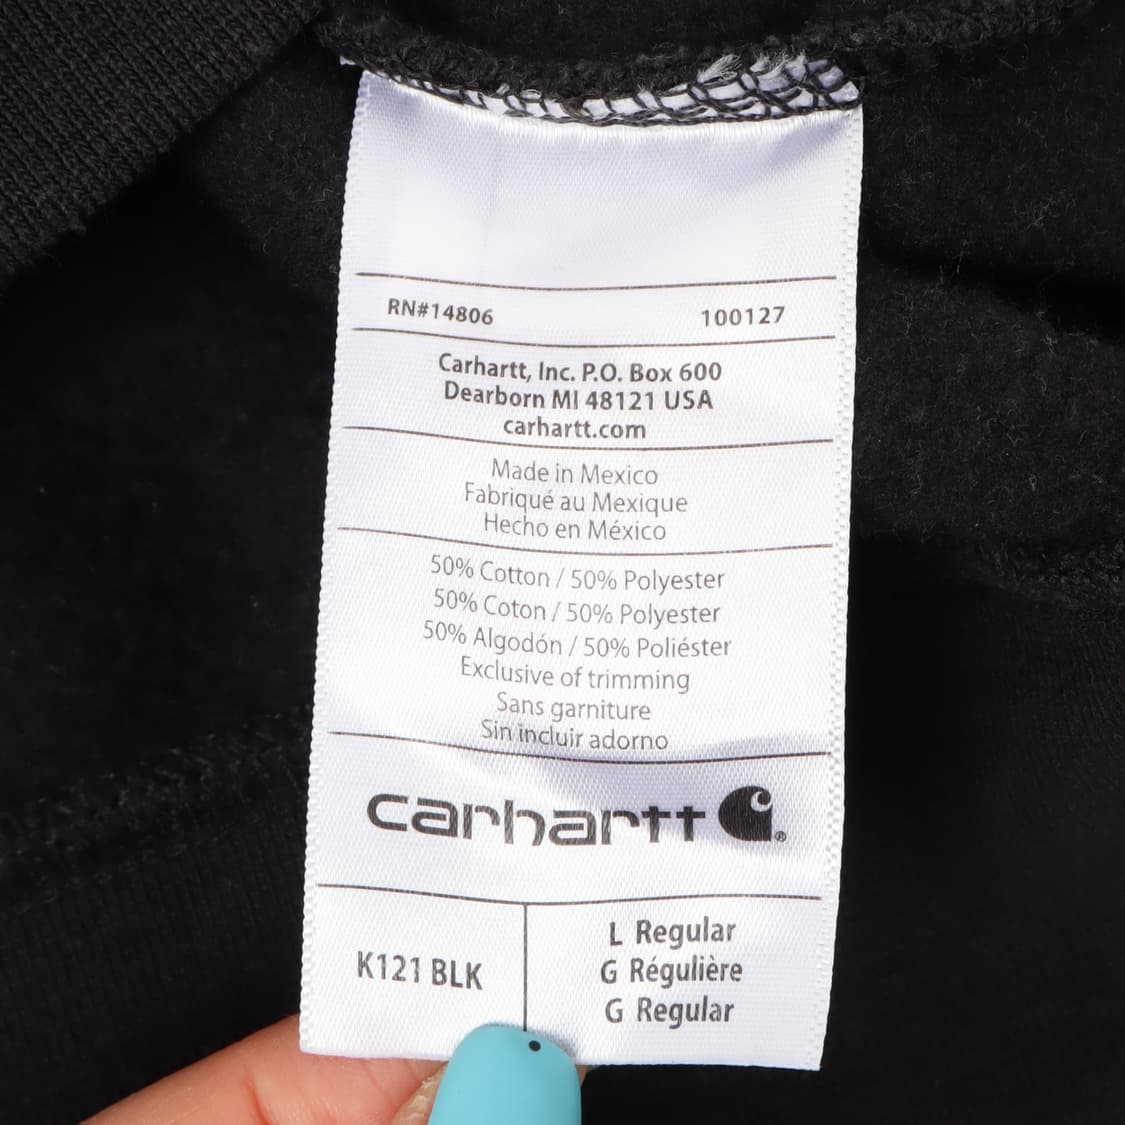 RN#14806 100127
Carhartt, Inc. P.O. Box 600
Dearborn MI 48121 USA
carhartt.com
Made in Mexico
Fabriqué au Mexique
Hecho en México
50% Cotton / 50% Polyester
50% Coton / 50% Polyester
50% Algodón / 50% Poliéster
Exclusive of trimming
Sans garniture
Sin incluir adorno
carhartt ®
K121 BLK
L Regular
G Régulière
G Regular